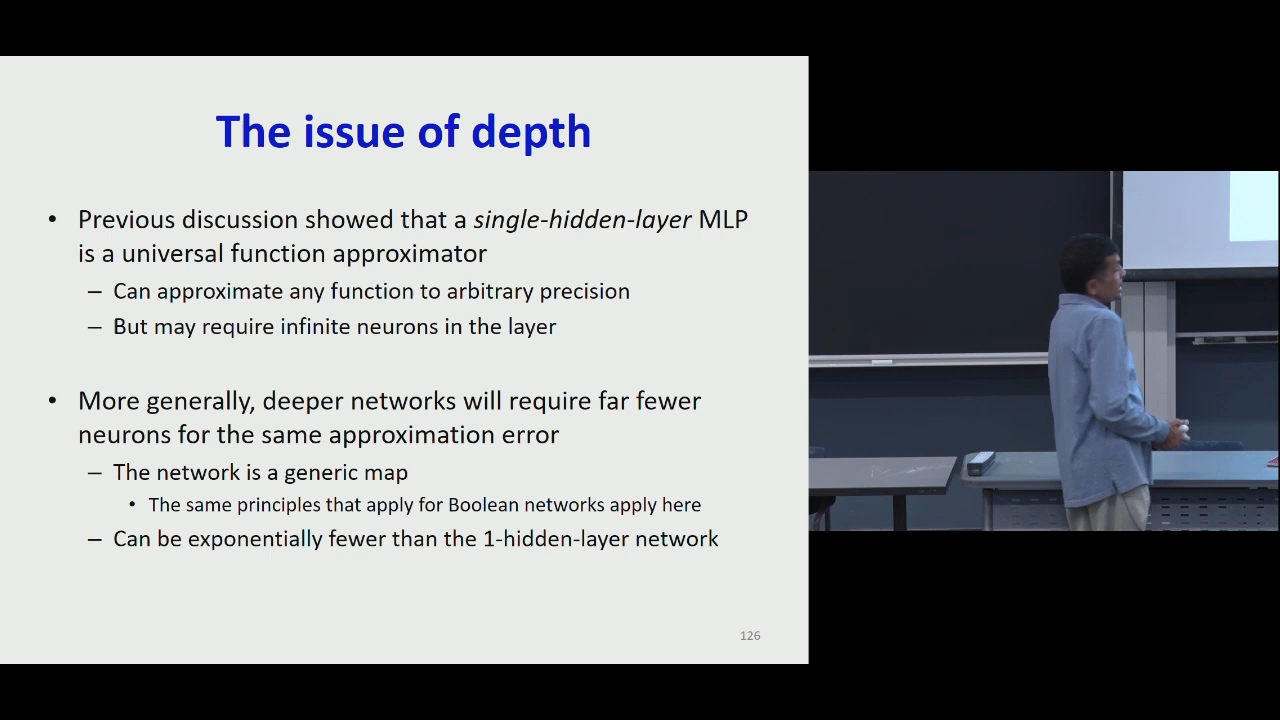 The issue of depth
• Previous discussion showed that a single-hidden-layer MLP
is a universal function approximator
– Can approximate any function to arbitrary precision
– But may require infinite neurons in the layer
• More generally, deeper networks will require far fewer
neurons for the same approximation error
– The network is a generic map
• The same principles that apply for Boolean networks apply here
– Can be exponentially fewer than the 1-hidden-layer network
126